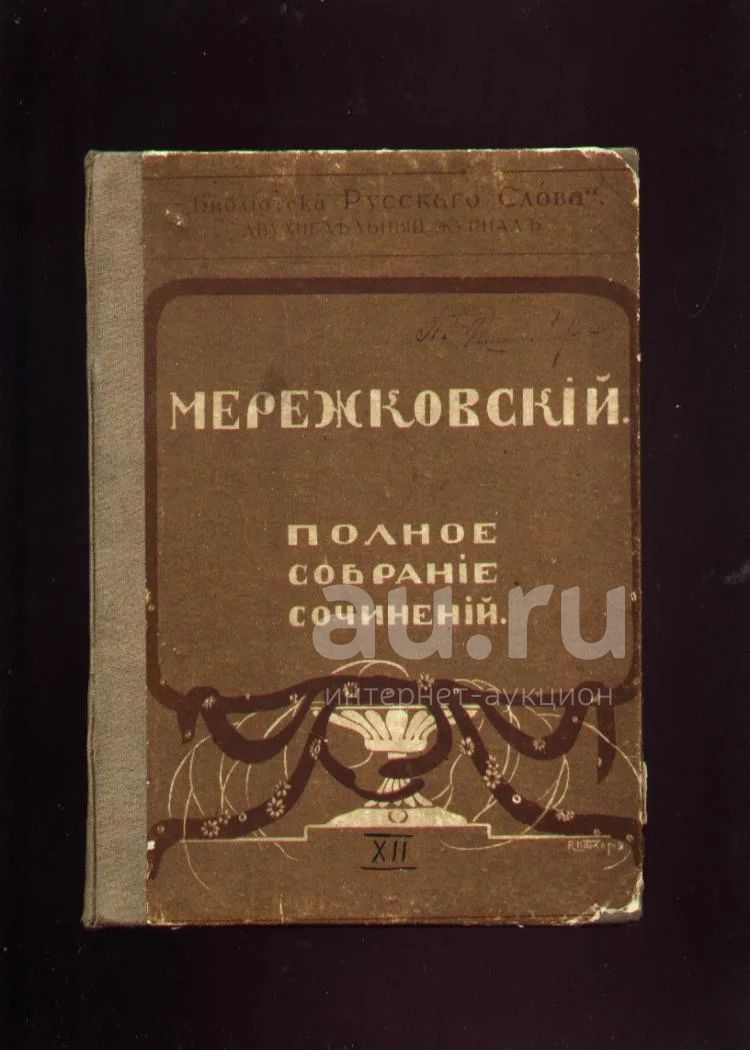 „Библіотека Русскаго Слова“.
ДВУХНЕДѢЛЬНЫЙ ЖУРНАЛЪ
МЕРЕЖКОВСКІЙ.
ПОЛНОЕ
СОБРАНІЕ
СОЧИНЕНІЙ.
au.ru
интернет-аукцион
XII